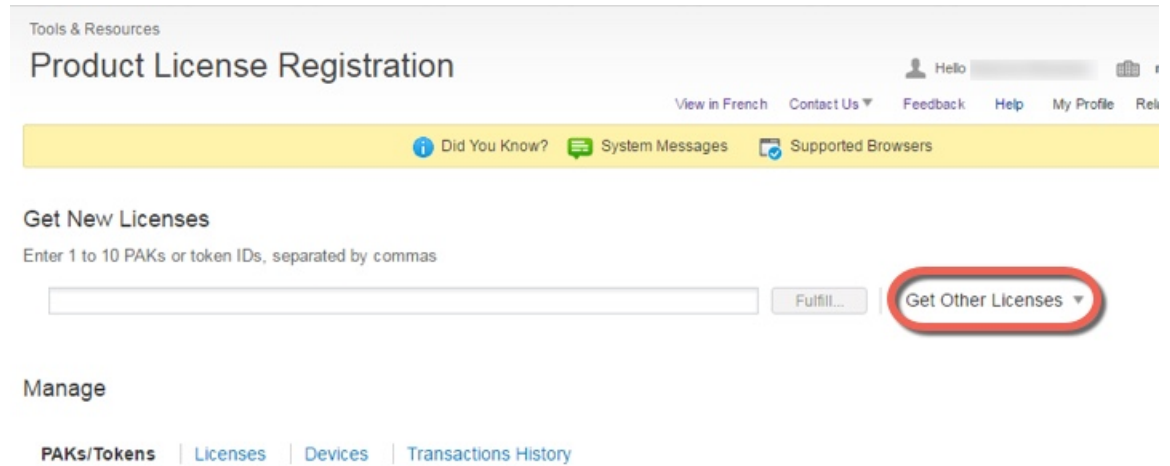 Tools & Resources
Product License Registration
Hello
View in French Contact Us Feedback Help My Profile
Did You Know? System Messages Supported Browsers
Get New Licenses
Enter 1 to 10 PAKs or token IDs, separated by commas
Fulfill... Get Other Licenses
Manage
PAKs/Tokens Licenses Devices Transactions History